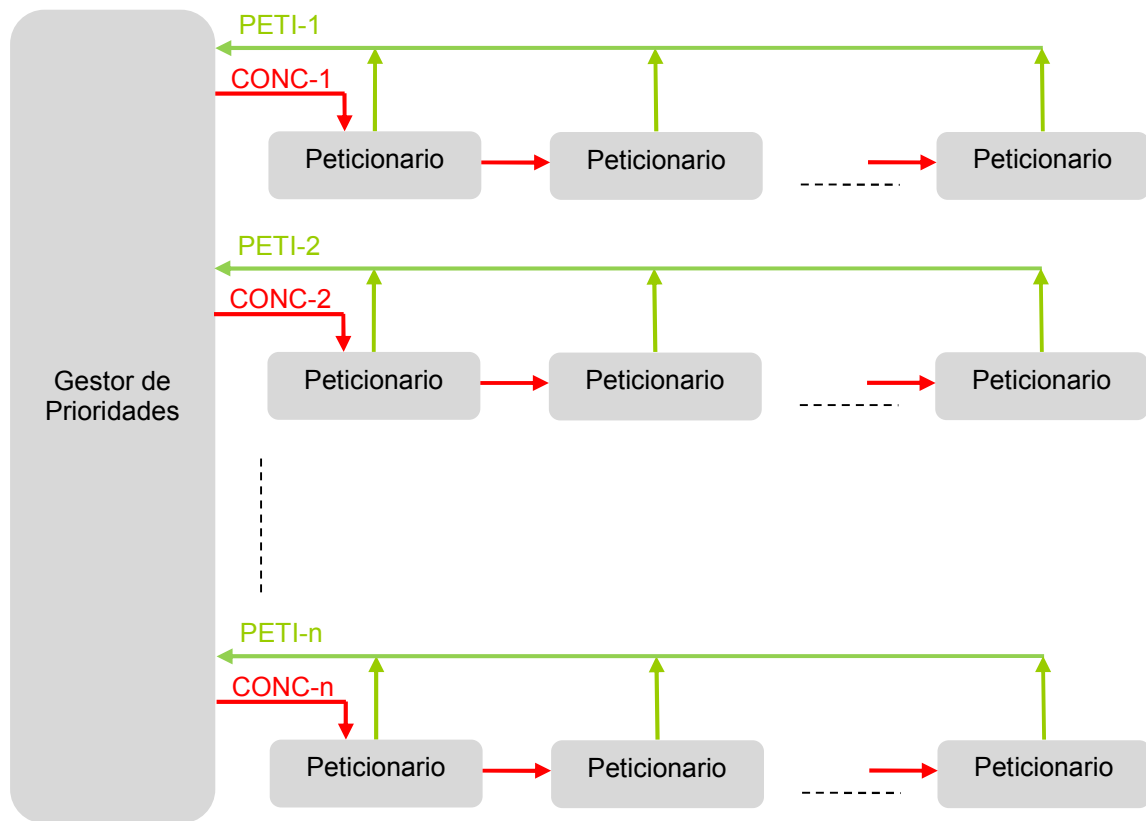 PETI-1
CONC-1
Peticionario
Peticionario
Peticionario
PETI-2
CONC-2
Peticionario
Peticionario
Peticionario
Gestor de
Prioridades
PETI-n
CONC-n
Peticionario
Peticionario
Peticionario